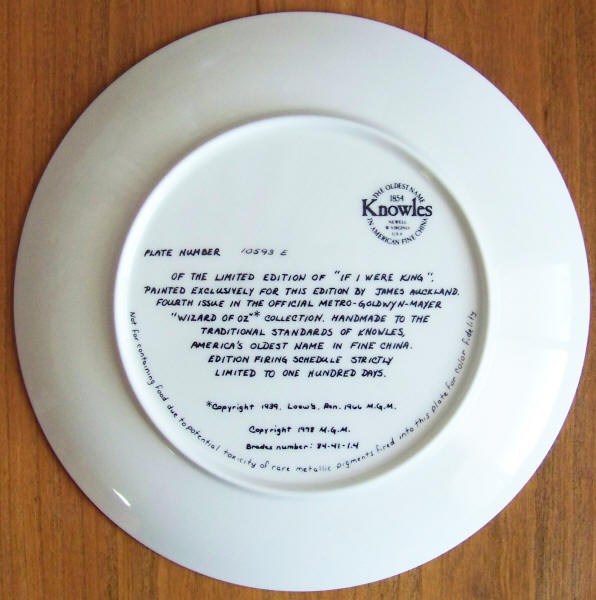 THE OLDEST NAME
1854
Knowles
NEWELL
W. VIRGINIA
U.S.A
IN AMERICAN FINE CHINA
PLATE NUMBER 10593 E
OF THE LIMITED EDITION OF "IF I WERE KING".
PAINTED EXCLUSIVELY FOR THIS EDITION BY JAMES AUCKLAND.
FOURTH ISSUE IN THE OFFICIAL METRO-GOLDWYN-MAYER
"WIZARD OF OZ"* COLLECTION. HANDMADE TO THE
TRADITIONAL STANDARDS OF KNOWLES,
AMERICA'S OLDEST NAME IN FINE CHINA.
EDITION FIRING SCHEDULE STRICTLY
LIMITED TO ONE HUNDRED DAYS.
*Copyright 1939, Loew's, Ren. 1966 M.G.M.
Copyright 1978 M.G.M.
Bradex number: 84-41-1.4
Not for containing food due to potential toxicity of rare metallic pigments fired into this plate for color fidelity